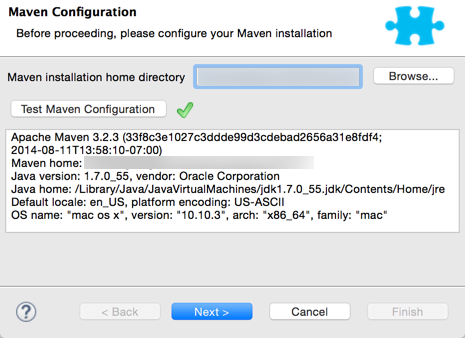 Maven Configuration
Before proceeding, please configure your Maven installation
Maven installation home directory
Browse...
Test Maven Configuration
Apache Maven 3.2.3 (33f8c3e1027c3ddde99d3cdebad2656a31e8fdf4;
2014-08-11T13:58:10-07:00)
Maven home:
Java version: 1.7.0_55, vendor: Oracle Corporation
Java home: /Library/Java/JavaVirtualMachines/jdk1.7.0_55.jdk/Contents/Home/jre
Default locale: en_US, platform encoding: US-ASCII
OS name: "mac os x", version: "10.10.3", arch: "x86_64", family: "mac"
?
< Back
Next >
Cancel
Finish